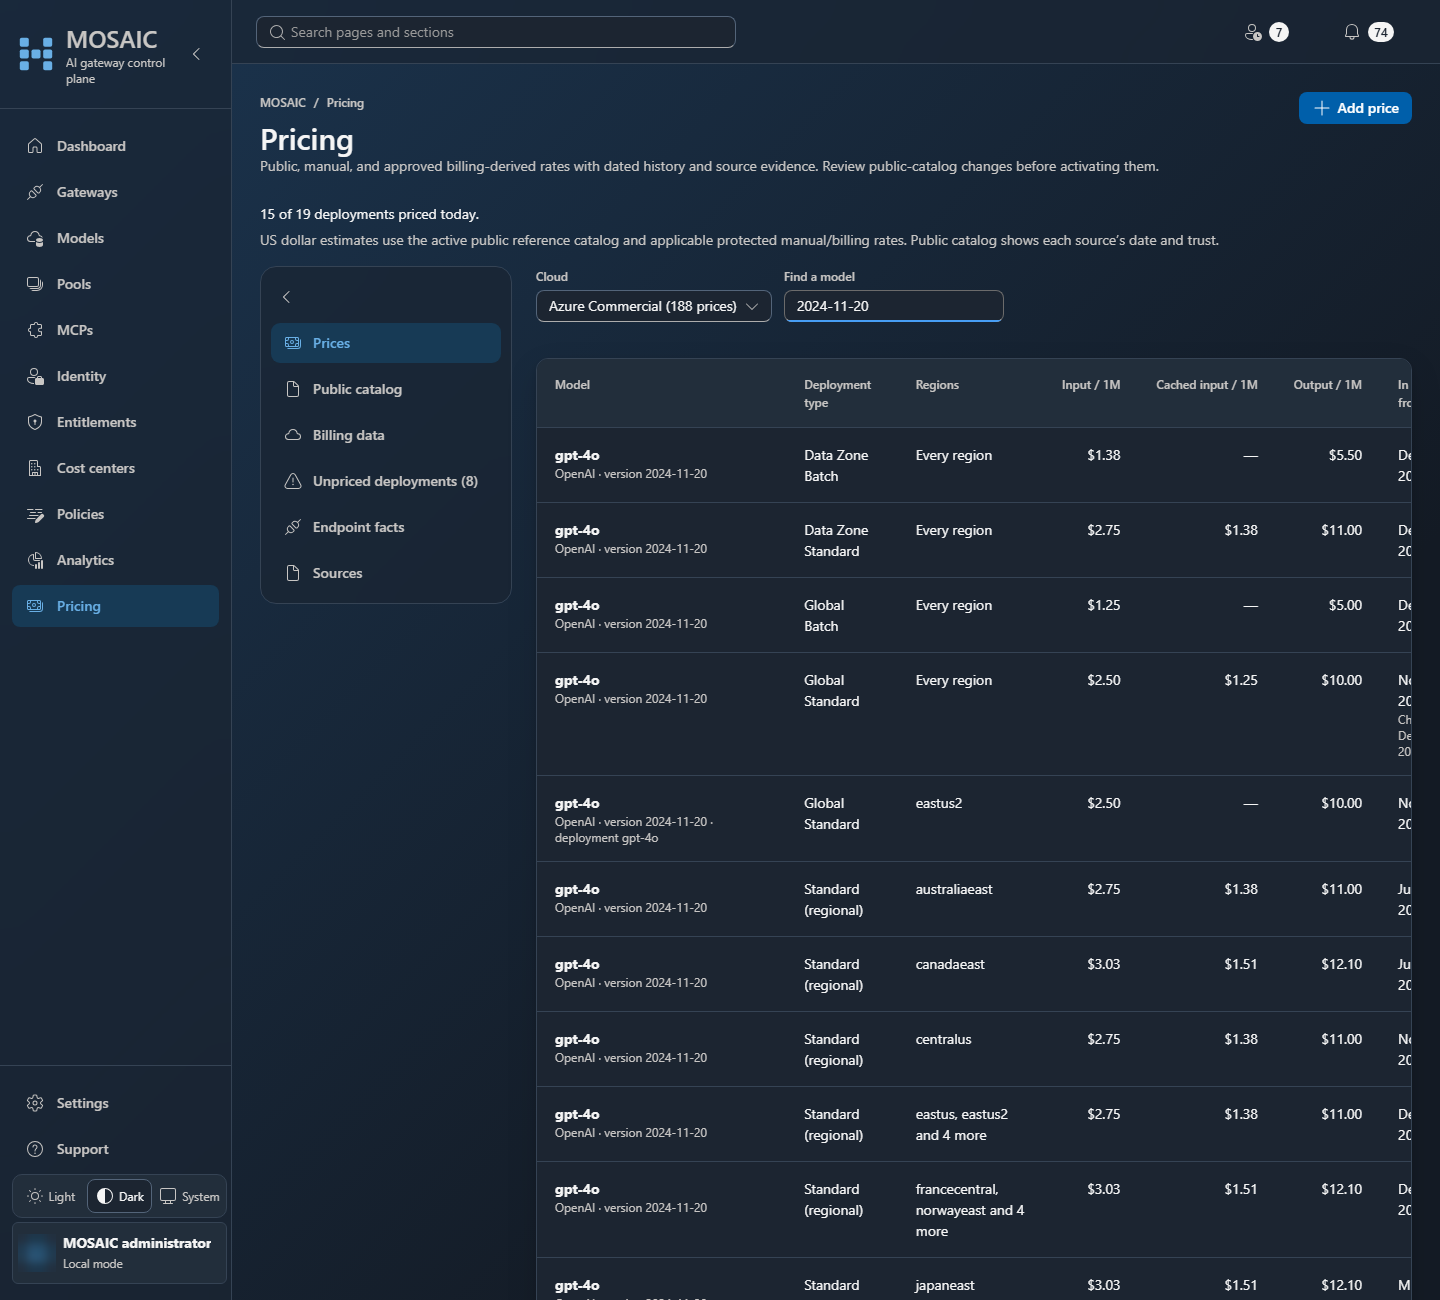 MOSAIC
AI gateway control
plane
Search pages and sections
7
74
Dashboard
Gateways
Models
Pools
MCPs
Identity
Entitlements
Cost centers
Policies
Analytics
Pricing
Settings
Support
Light
Dark
System
MOSAIC administrator
Local mode
MOSAIC / Pricing
Add price
Pricing
Public, manual, and approved billing-derived rates with dated history and source evidence. Review public-catalog changes before activating them.
15 of 19 deployments priced today.
US dollar estimates use the active public reference catalog and applicable protected manual/billing rates. Public catalog shows each source's date and trust.
Prices
Public catalog
Billing data
Unpriced deployments (8)
Endpoint facts
Sources
Cloud
Azure Commercial (188 prices)
Find a model
2024-11-20
Model Deployment type Regions Input / 1M Cached input / 1M Output / 1M In
gpt-4o Data Zone Every region $1.38 — $5.50
OpenAI · version 2024-11-20 Batch
gpt-4o Data Zone Every region $2.75 $1.38 $11.00
OpenAI · version 2024-11-20 Standard
gpt-4o Global Every region $1.25 — $5.00
OpenAI · version 2024-11-20 Batch
gpt-4o Global Every region $2.50 $1.25 $10.00
OpenAI · version 2024-11-20 Standard
gpt-4o Global eastus2 $2.50 — $10.00
OpenAI · version 2024-11-20 · Standard
deployment gpt-4o
gpt-4o Standard australiaeast $2.75 $1.38 $11.00
OpenAI · version 2024-11-20 (regional)
gpt-4o Standard canadaeast $3.03 $1.51 $12.10
OpenAI · version 2024-11-20 (regional)
gpt-4o Standard centralus $2.75 $1.38 $11.00
OpenAI · version 2024-11-20 (regional)
gpt-4o Standard eastus, eastus2 $2.75 $1.38 $11.00
OpenAI · version 2024-11-20 (regional) and 4 more
gpt-4o Standard francecentral, $3.03 $1.51 $12.10
OpenAI · version 2024-11-20 (regional) norwayeast and 4
more
gpt-4o Standard japaneast $3.03 $1.51 $12.10